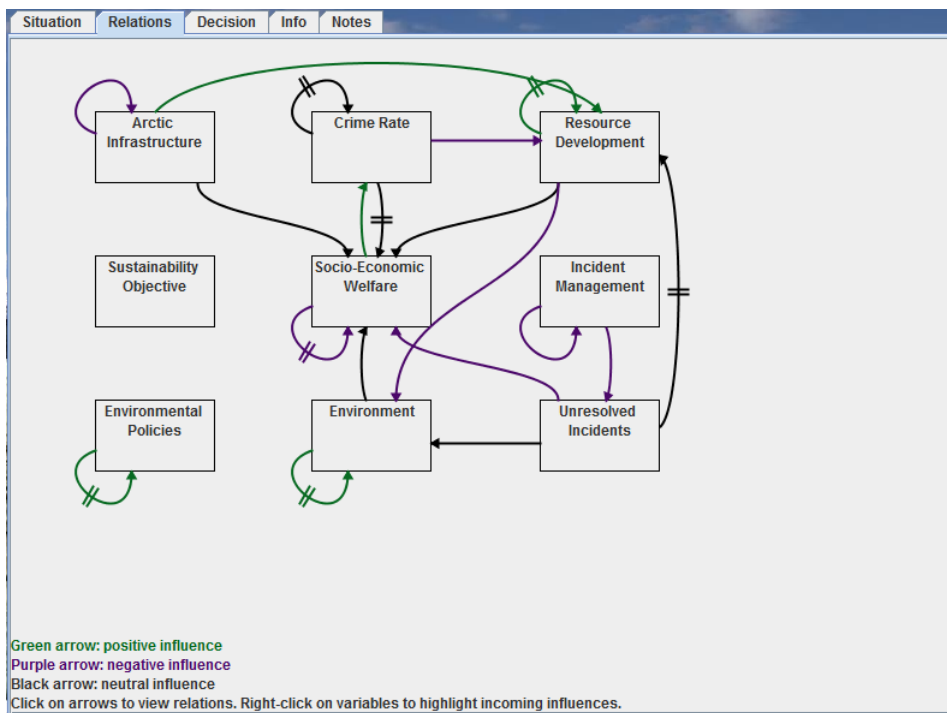 Situation Relations Decision Info Notes
Arctic
Infrastructure
Crime Rate
Resource
Development
Sustainability
Objective
Socio-Economic
Welfare
Incident
Management
Environmental
Policies
Environment
Unresolved
Incidents
Green arrow: positive influence
Purple arrow: negative influence
Black arrow: neutral influence
Click on arrows to view relations. Right-click on variables to highlight incoming influences.